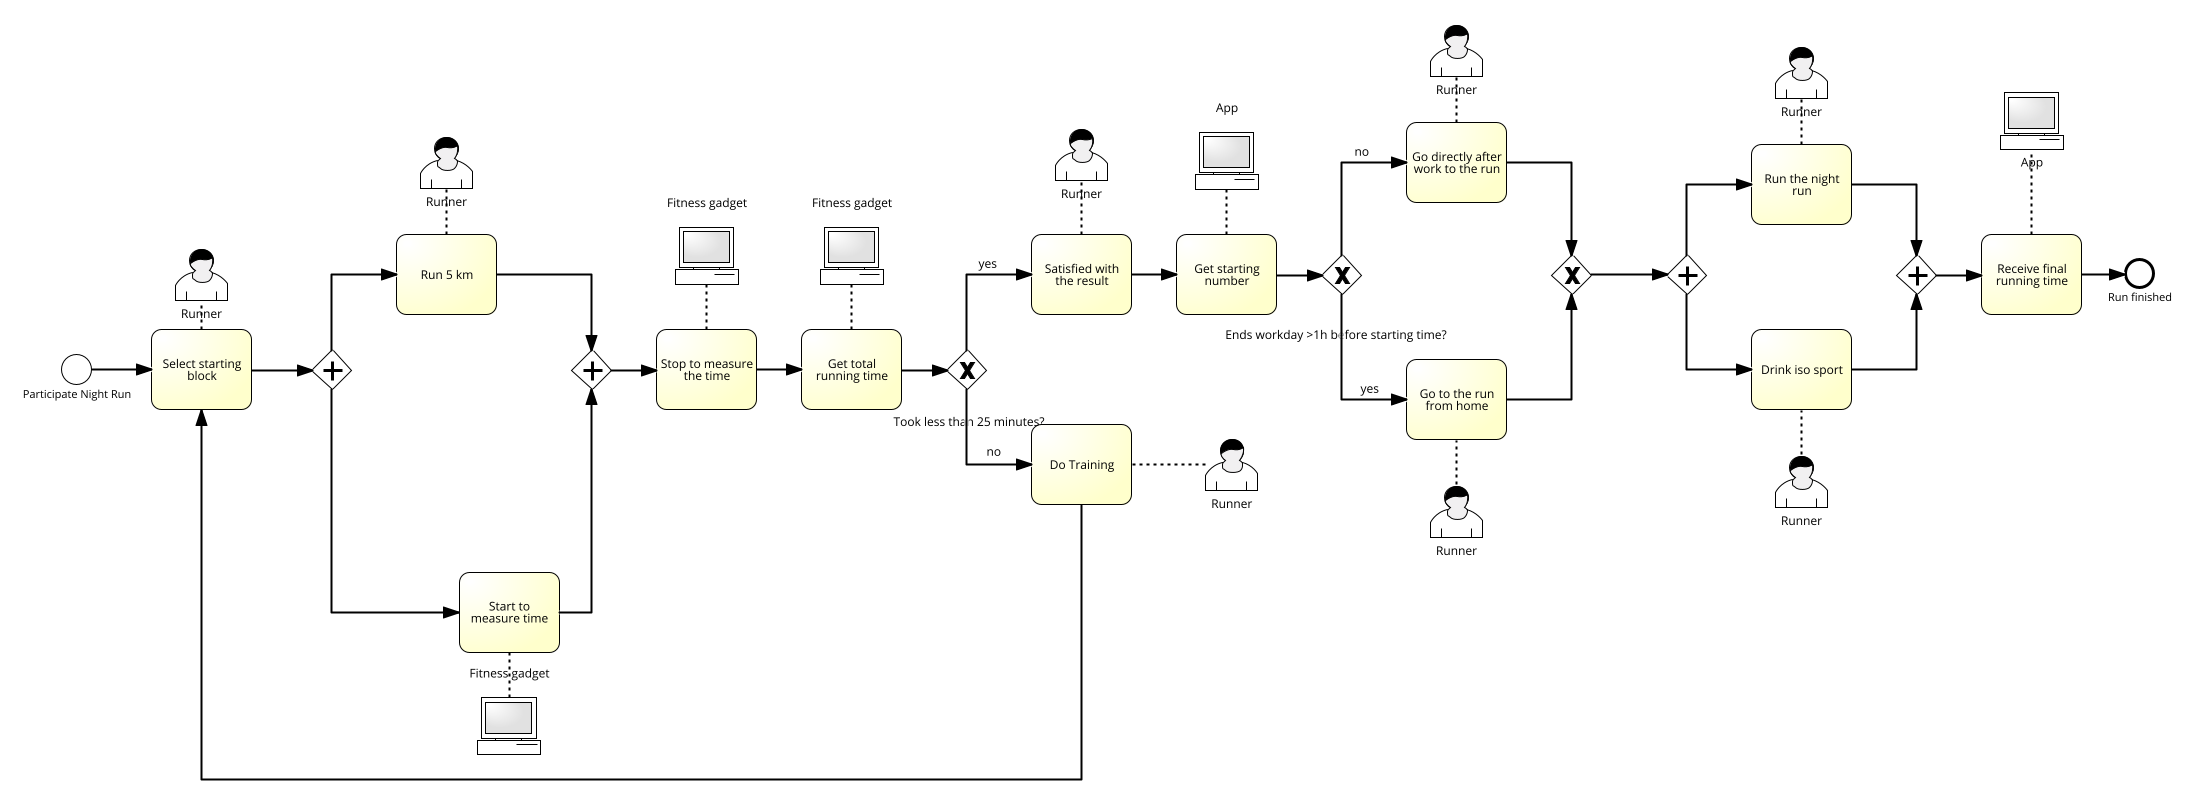 Participate Night Run
Runner
Select starting
block
Runner
Run 5 km
Start to
measure time
Fitness gadget
Fitness gadget
Stop to measure
the time
Fitness gadget
Get total
running time
Took less than 25 minutes?
yes
no
Runner
Satisfied with
the result
Do Training
Runner
App
Get starting
number
Ends workday >1h before starting time?
no
yes
Runner
Go directly after
work to the run
Go to the run
from home
Runner
Runner
Run the night
run
Drink iso sport
Runner
App
Receive final
running time
Run finished